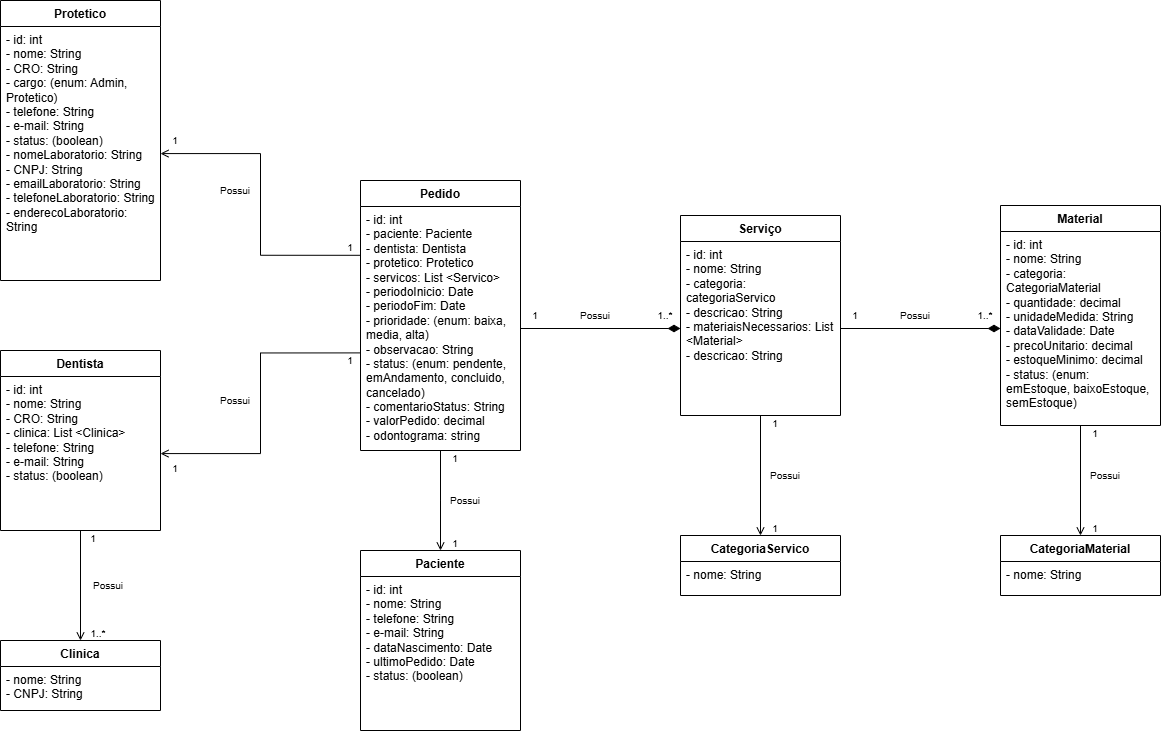 Protetico
- id: int
- nome: String
- CRO: String
- cargo: (enum: Admin,
Protetico)
- telefone: String
- e-mail: String
- status: (boolean)
- nomeLaboratorio: String
- CNPJ: String
- emailLaboratorio: String
- telefoneLaboratorio: String
- enderecoLaboratorio:
String
1
Possui
1
Pedido
- id: int
- paciente: Paciente
- dentista: Dentista
- protetico: Protetico
- servicos: List <Servico>
- periodoInicio: Date
- periodoFim: Date
- prioridade: (enum: baixa,
media, alta)
- observacao: String
- status: (enum: pendente,
emAndamento, concluido,
cancelado)
- comentarioStatus: String
- valorPedido: decimal
- odontograma: string
1
Possui
1..*
Serviço
- id: int
- nome: String
- categoria:
categoriaServico
- descricao: String
- materiaisNecessarios: List
<Material>
- descricao: String
1
Possui
1..*
Material
- id: int
- nome: String
- categoria:
CategoriaMaterial
- quantidade: decimal
- unidadeMedida: String
- dataValidade: Date
- precoUnitario: decimal
- estoqueMinimo: decimal
- status: (enum:
emEstoque, baixoEstoque,
semEstoque)
1
Possui
1
Dentista
- id: int
- nome: String
- CRO: String
- clinica: List <Clinica>
- telefone: String
- e-mail: String
- status: (boolean)
1
Possui
1..*
Clinica
- nome: String
- CNPJ: String
1
Possui
1
Paciente
- id: int
- nome: String
- telefone: String
- e-mail: String
- dataNascimento: Date
- ultimoPedido: Date
- status: (boolean)
1
Possui
1
CategoriaServico
- nome: String
1
Possui
1
CategoriaMaterial
- nome: String